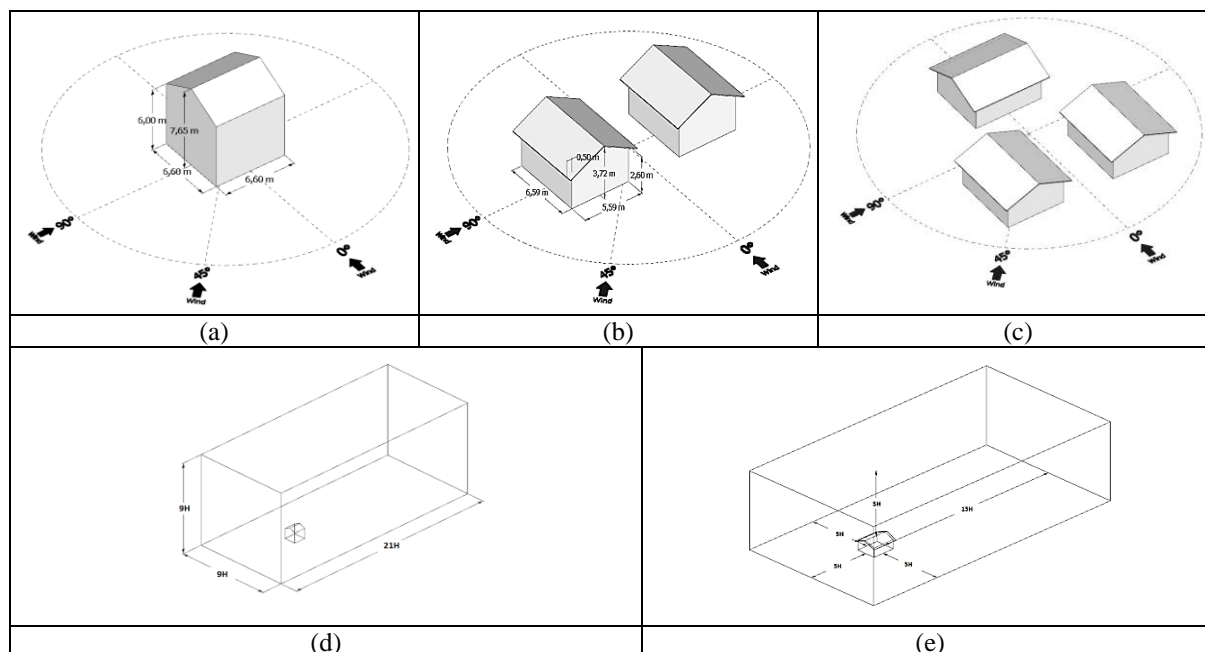 6,00 m
7,65 m
6,60 m
6,60 m
Wind
90°
45°
Wind
0°
Wind
(a)
0,50 m
3,72 m
2,60 m
6,59 m
5,59 m
Wind
90°
45°
Wind
0°
Wind
(b)
Wind
90°
45°
Wind
0°
Wind
(c)
9H
9H
21H
(d)
5H
15H
5H
5H
5H
(e)